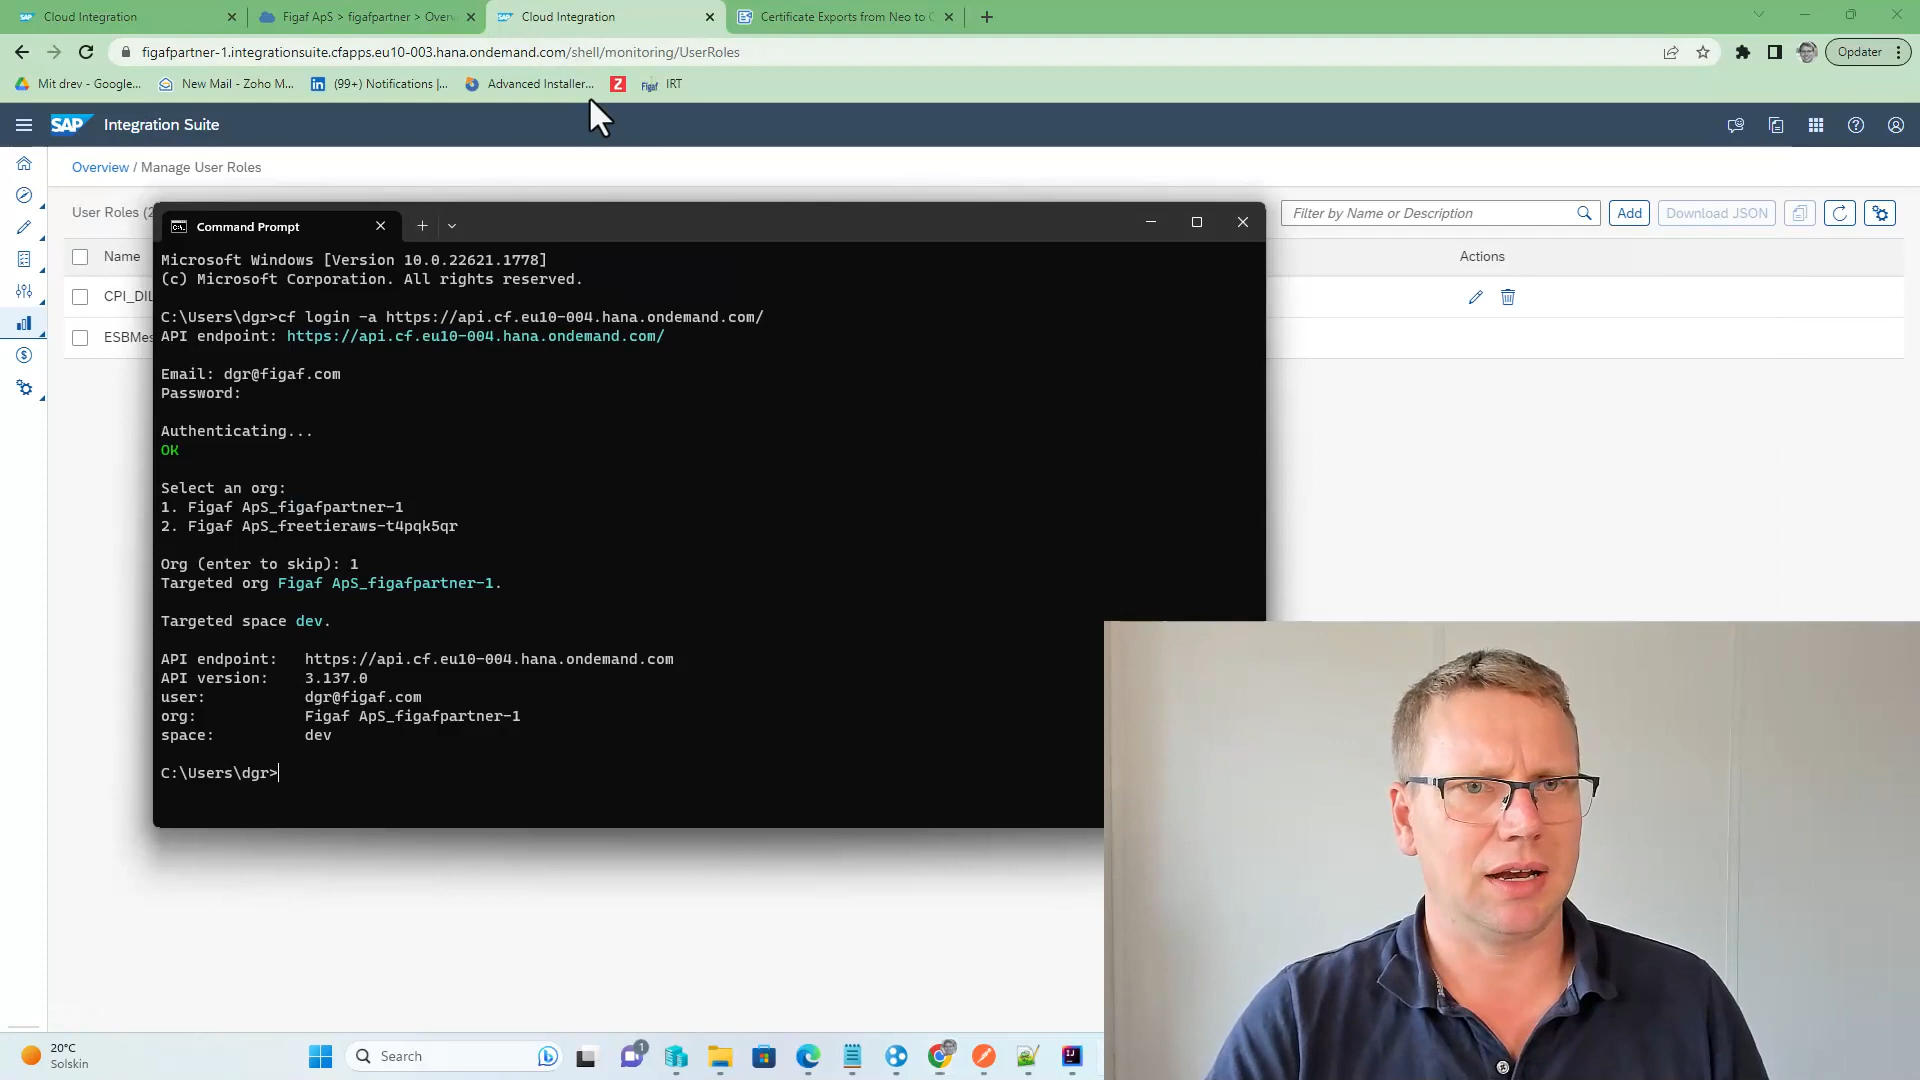 Cloud Integration
Figaf ApS > figafpartner > Overv
Cloud Integration
Certificate Exports from Neo to C
figafpartner-1.integrationsuite.cfapps.eu10-003.hana.ondemand.com/shell/monitoring/UserRoles
Opdater
Mit drev - Google...
New Mail - Zoho M...
(99+) Notifications |...
Advanced Installer...
Z
Figaf
IRT
SAP
Integration Suite
Overview / Manage User Roles
User Roles (2
Filter by Name or Description
Add
Download JSON
Name
Actions
CPI_DIL
ESBMes
Command Prompt
Microsoft Windows [Version 10.0.22621.1778]
(c) Microsoft Corporation. All rights reserved.
C:\Users\dgr>cf login -a https://api.cf.eu10-004.hana.ondemand.com/
API endpoint: https://api.cf.eu10-004.hana.ondemand.com/
Email: dgr@figaf.com
Password:
Authenticating...
OK
Select an org:
1. Figaf ApS_figafpartner-1
2. Figaf ApS_freetieraws-t4pqk5qr
Org (enter to skip): 1
Targeted org Figaf ApS_figafpartner-1.
Targeted space dev.
API endpoint: https://api.cf.eu10-004.hana.ondemand.com
API version: 3.137.0
user: dgr@figaf.com
org: Figaf ApS_figafpartner-1
space: dev
C:\Users\dgr>
20°C
Solskin
Search
1